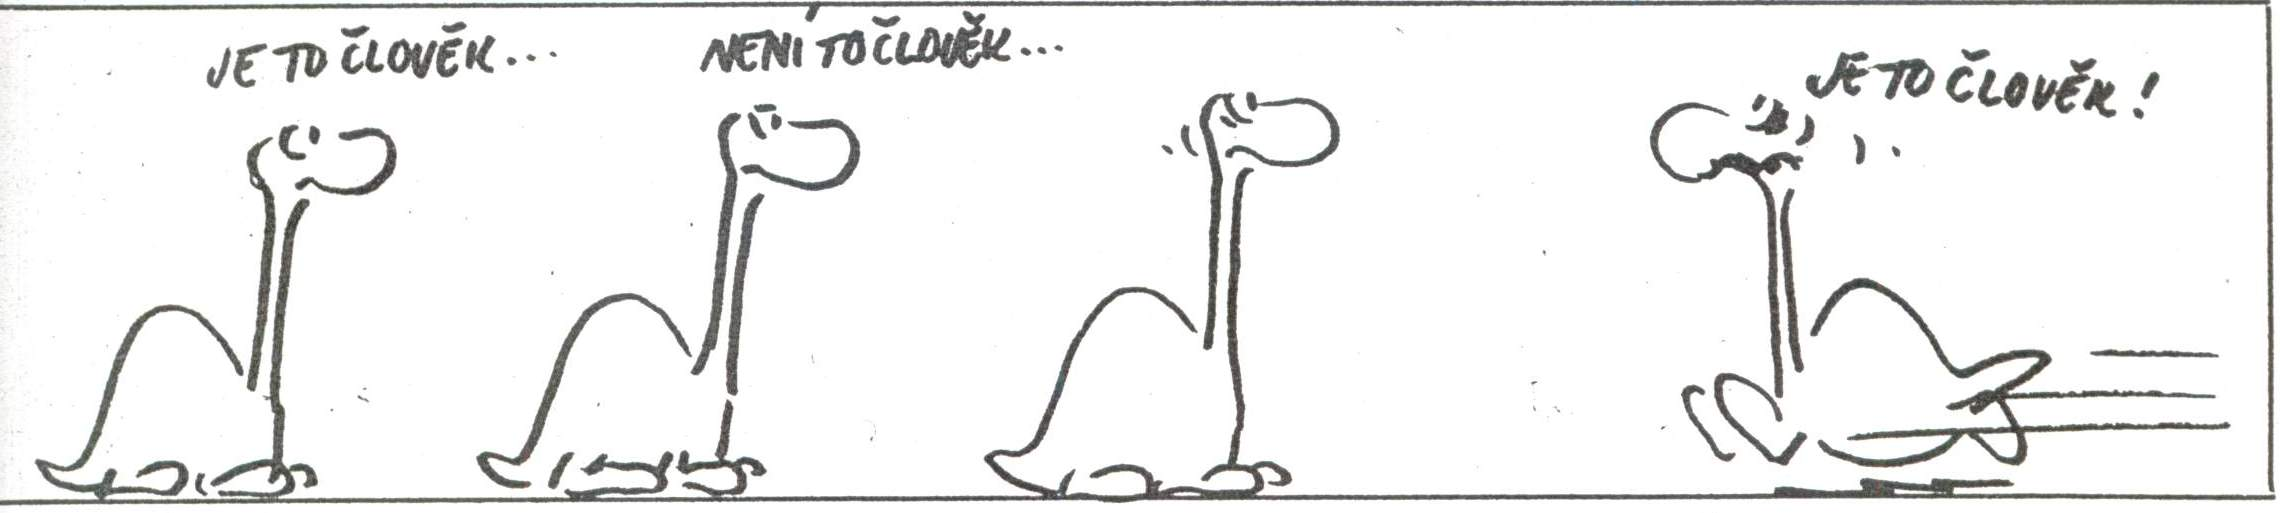 JE TO ČLOVĚK...
NENÍ TO ČLOVĚK...
JE TO ČLOVĚK!